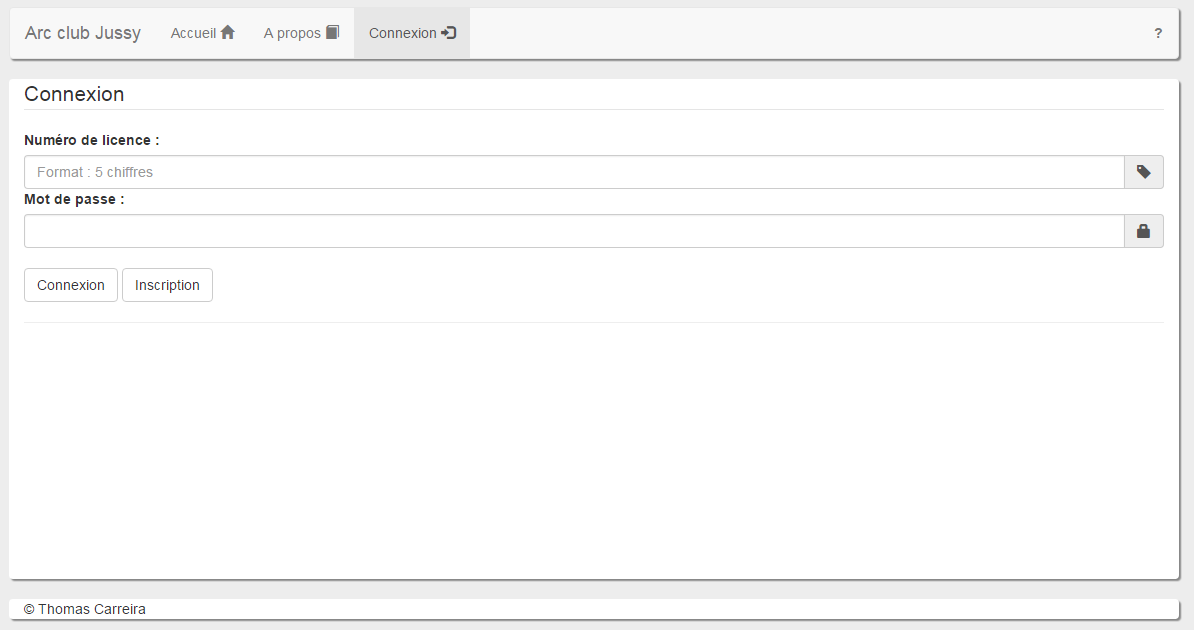 Arc club Jussy Accueil A propos Connexion ?
Connexion
Numéro de licence :
Format : 5 chiffres
Mot de passe :
Connexion Inscription
© Thomas Carreira